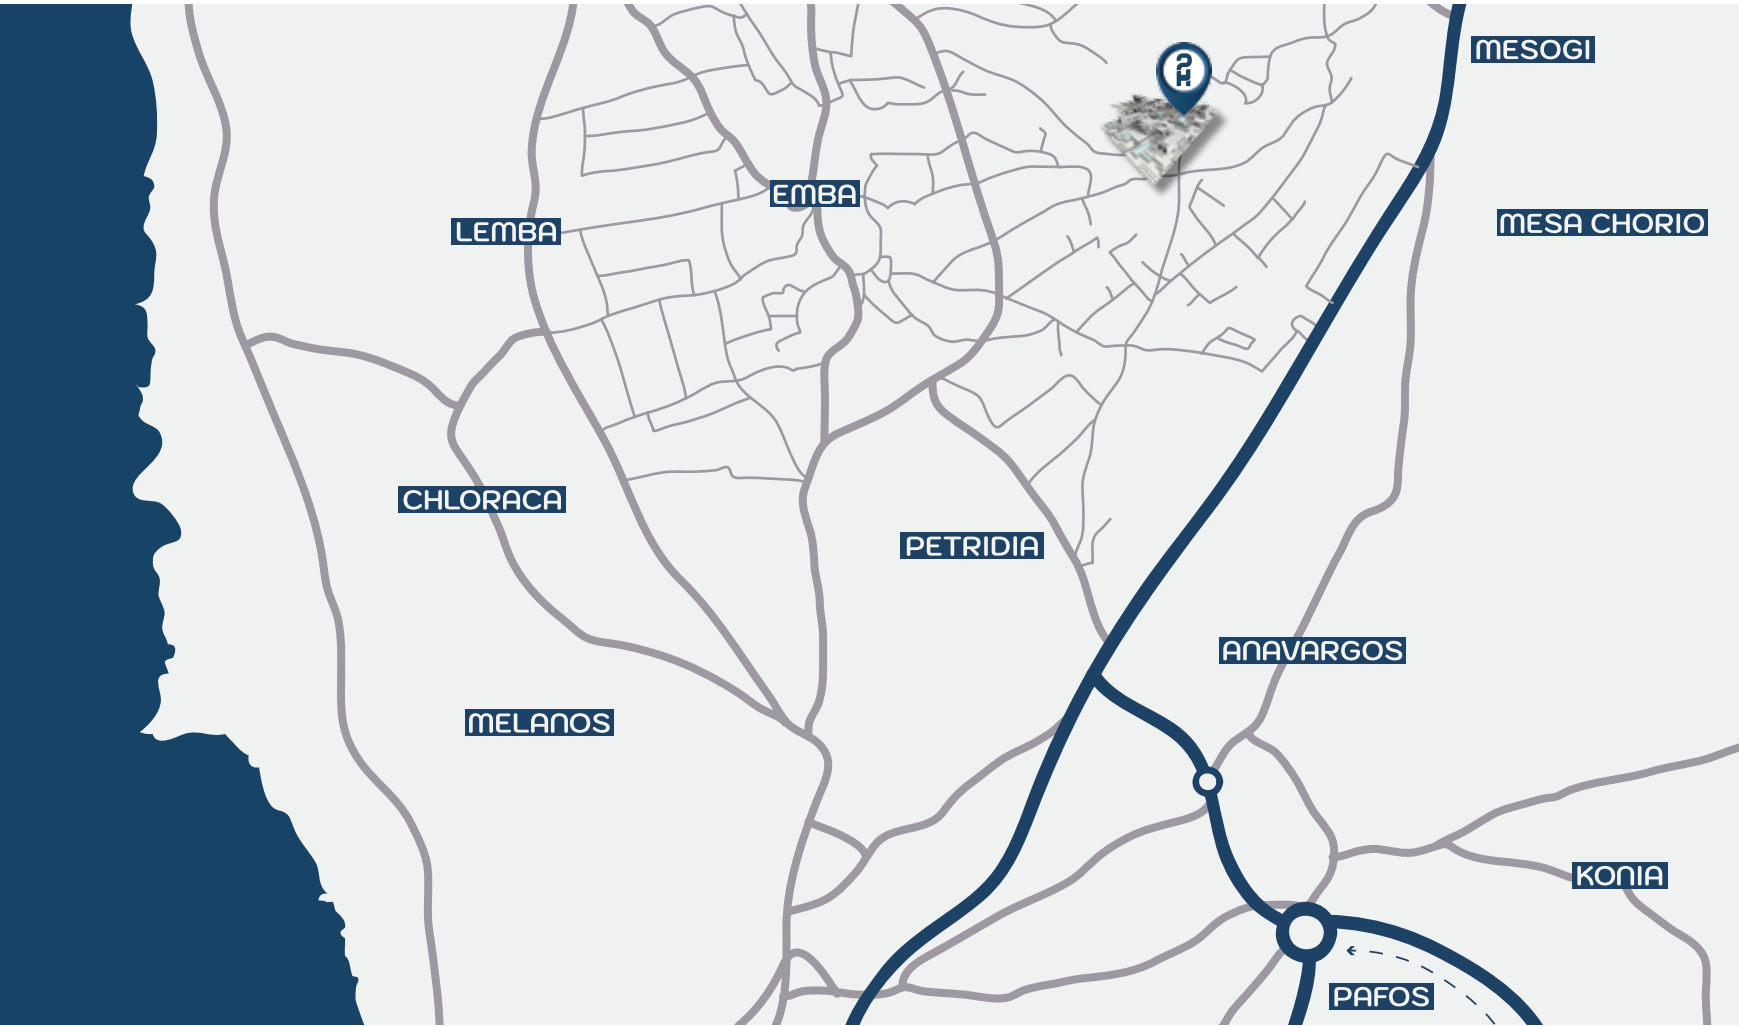 MESOGI
EMBA
MESA CHORIO
LEMBA
CHLORACA
PETRIDIA
ANAVARGOS
MELANOS
KONIA
PAFOS